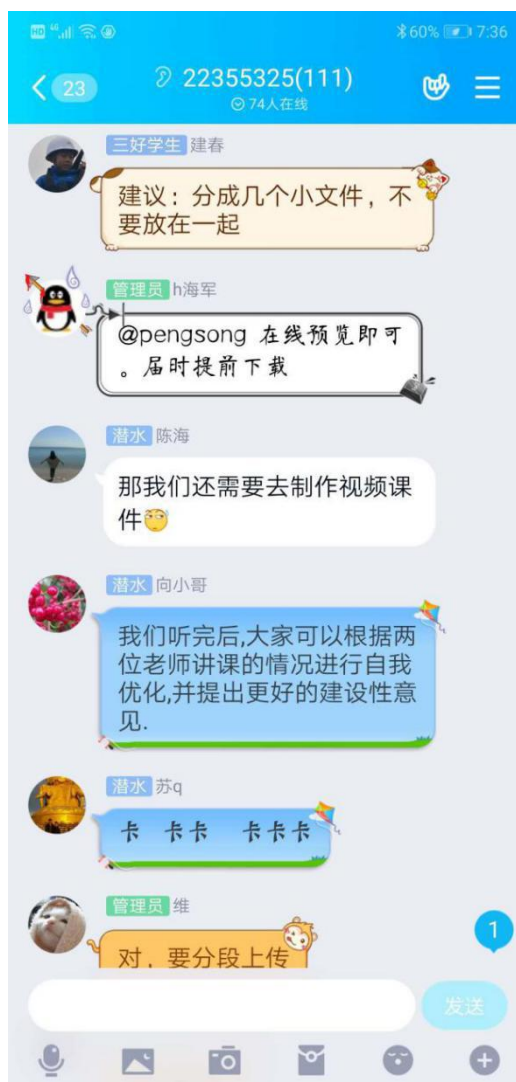 HD 4G 60% 7:36
23 22355325(111)
74人在线
三好学生 建春
建议：分成几个小文件，不
要放在一起
管理员 h海军
@pengsong 在线预览即可
。届时提前下载
潜水 陈海
那我们还需要去制作视频课
件
潜水 向小哥
我们听完后,大家可以根据两
位老师讲课的情况进行自我
优化,并提出更好的建设性意
见.
潜水 苏q
卡 卡卡 卡卡卡
管理员 维
1
对，要分段上传
发送